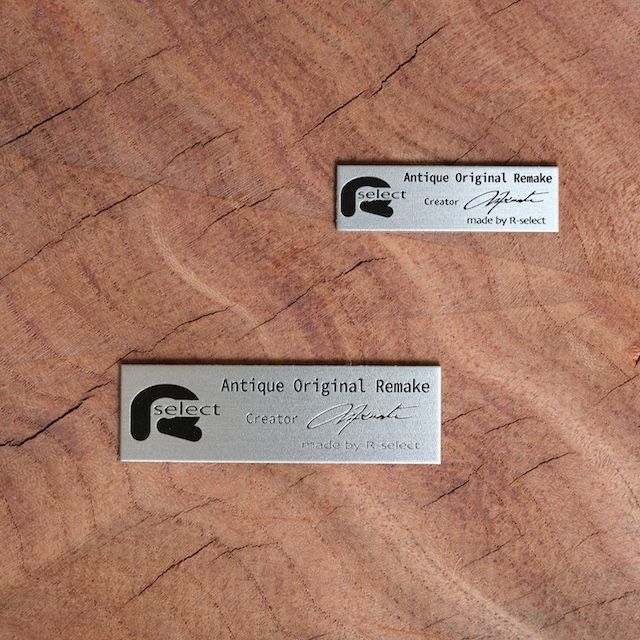 Antique Original Remake
select
Creator
made by R-select
Antique Original Remake
select
Creator
made by R-select